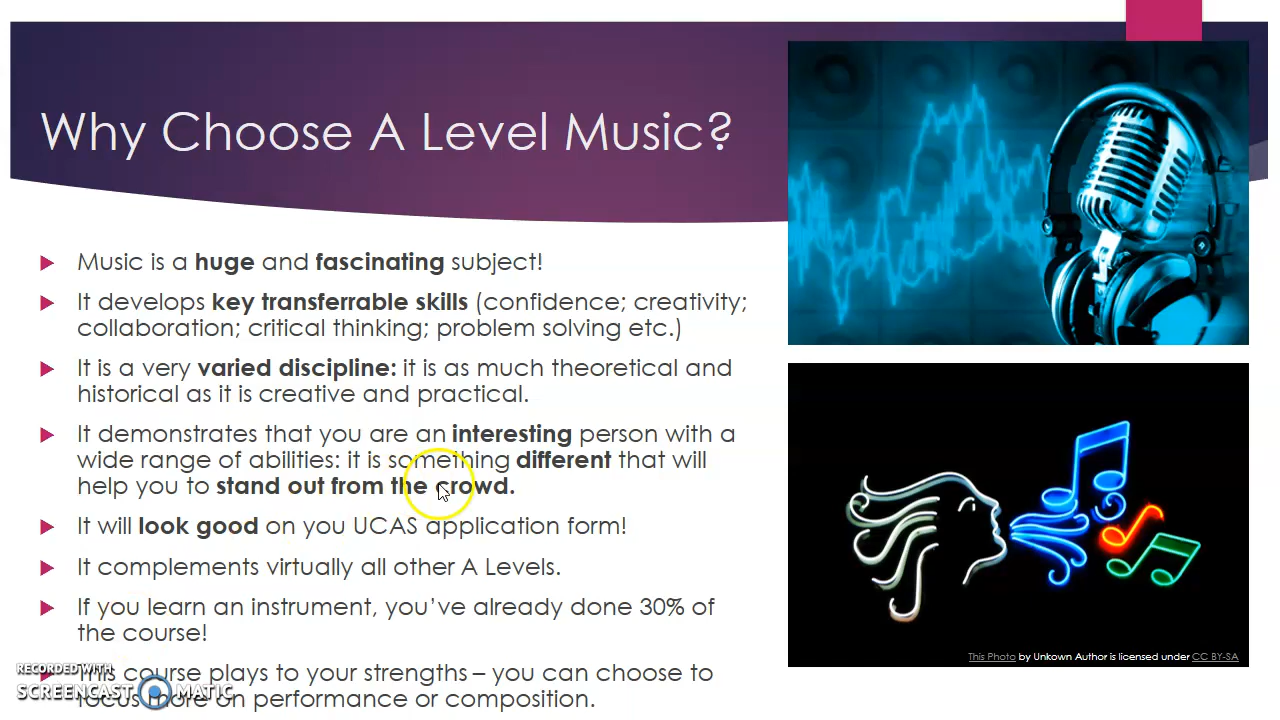 Why Choose A Level Music?
Music is a huge and fascinating subject!
It develops key transferrable skills (confidence; creativity;
collaboration; critical thinking; problem solving etc.)
It is a very varied discipline: it is as much theoretical and
historical as it is creative and practical.
It demonstrates that you are an interesting person with a
wide range of abilities: it is something different that will
help you to stand out from the crowd.
It will look good on you UCAS application form!
It complements virtually all other A Levels.
If you learn an instrument, you’ve already done 30% of
the course!
This course plays to your strengths – you can choose to
focus more on performance or composition.
This Photo by Unkown Author is licensed under CC BY-SA
RECORDED WITH
SCREENCAST MATIC